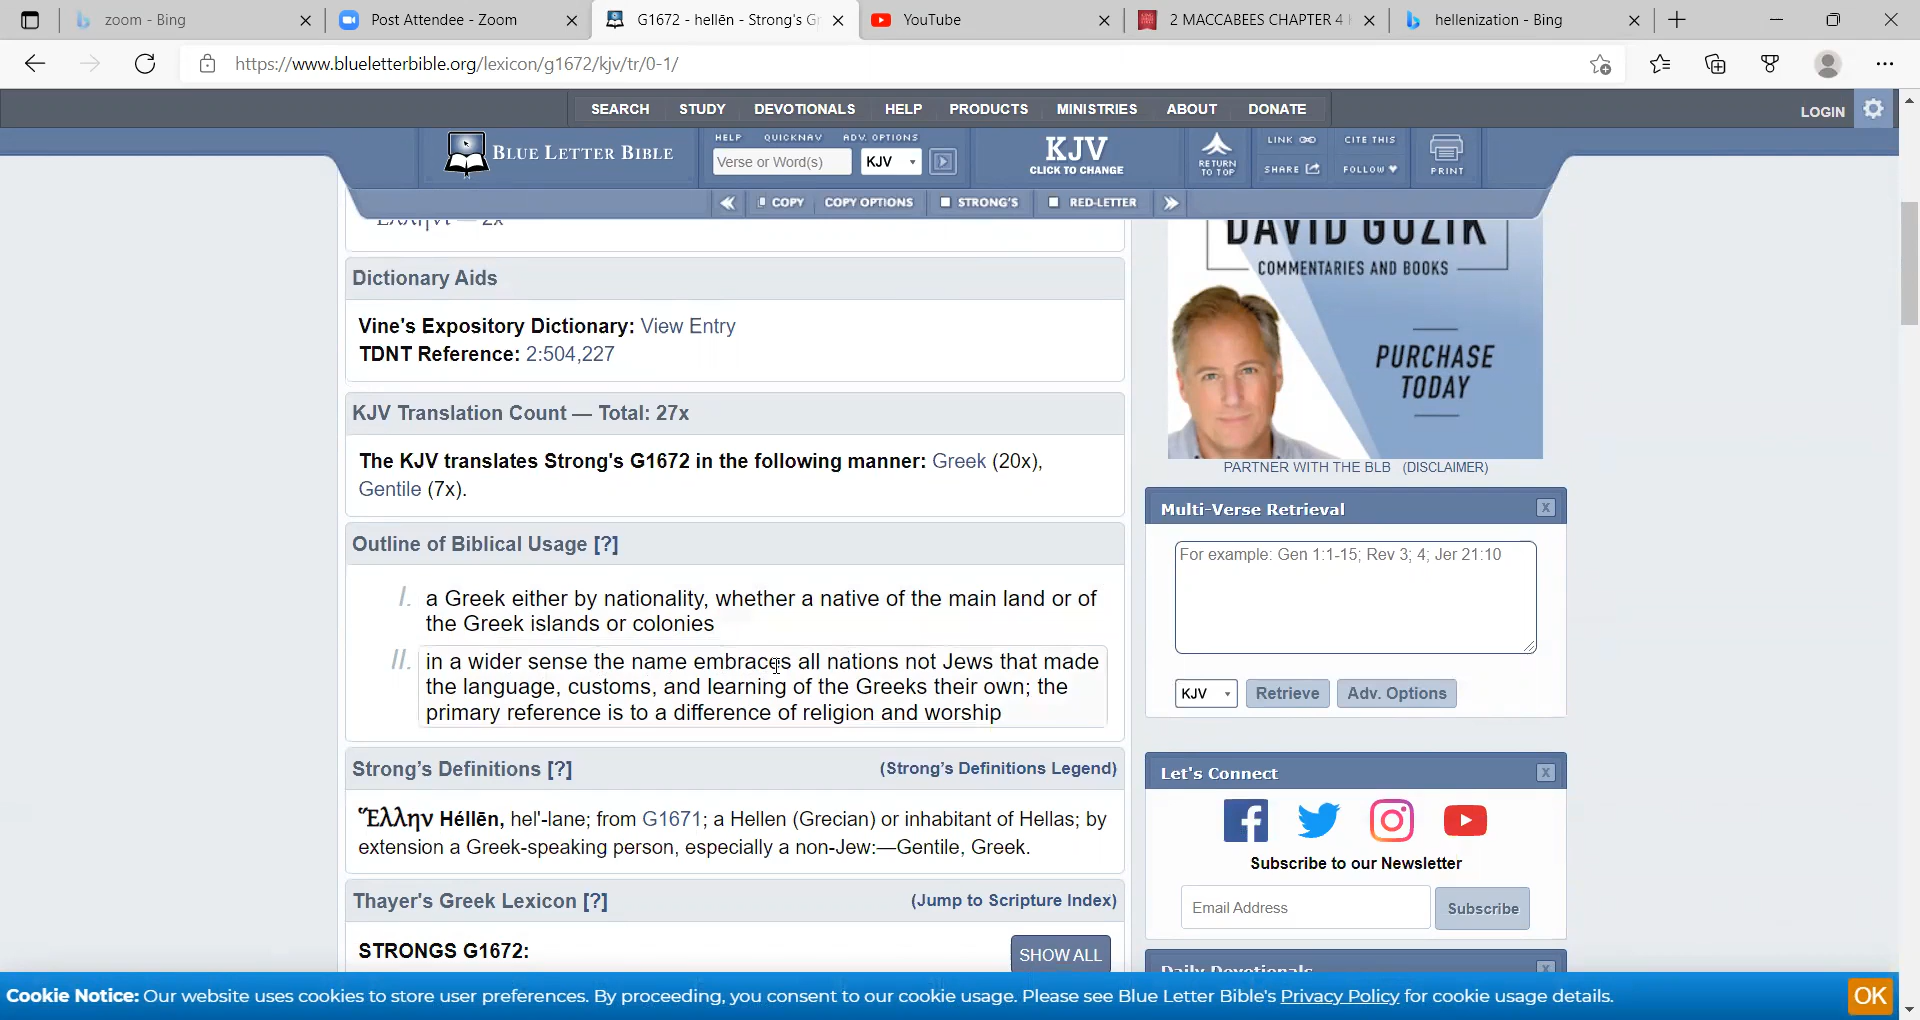 zoom - Bing
Post Attendee - Zoom
G1672 - hellēn - Strong's Gr
YouTube
2 MACCABEES CHAPTER 4
hellenization - Bing
https://www.blueletterbible.org/lexicon/g1672/kjv/tr/0-1/
SEARCH STUDY DEVOTIONALS HELP PRODUCTS MINISTRIES ABOUT DONATE
LOGIN
BLUE LETTER BIBLE
HELP QUICKNAV ADV. OPTIONS
Verse or Word(s) KJV
KJV
CLICK TO CHANGE
RETURN
TO TOP
LINK CITE THIS
SHARE FOLLOW
PRINT
COPY COPY OPTIONS STRONG'S RED-LETTER
Ἕλληνι — 2x
Dictionary Aids
Vine's Expository Dictionary: View Entry
TDNT Reference: 2:504,227
KJV Translation Count — Total: 27x
The KJV translates Strong's G1672 in the following manner: Greek (20x),
Gentile (7x).
Outline of Biblical Usage [?]
I. a Greek either by nationality, whether a native of the main land or of
the Greek islands or colonies
II. in a wider sense the name embraces all nations not Jews that made
the language, customs, and learning of the Greeks their own; the
primary reference is to a difference of religion and worship
Strong's Definitions [?] (Strong's Definitions Legend)
Ἕλλην Héllēn, hel'-lane; from G1671; a Hellen (Grecian) or inhabitant of Hellas; by
extension a Greek-speaking person, especially a non-Jew:—Gentile, Greek.
Thayer's Greek Lexicon [?] (Jump to Scripture Index)
STRONGS G1672:
SHOW ALL
DAVID GUZIK
COMMENTARIES AND BOOKS
PURCHASE
TODAY
PARTNER WITH THE BLB (DISCLAIMER)
Multi-Verse Retrieval X
For example: Gen 1:1-15; Rev 3; 4; Jer 21:10
KJV Retrieve Adv. Options
Let's Connect X
Subscribe to our Newsletter
Email Address Subscribe
Daily Devotionals X
Cookie Notice: Our website uses cookies to store user preferences. By proceeding, you consent to our cookie usage. Please see Blue Letter Bible's Privacy Policy for cookie usage details.
OK